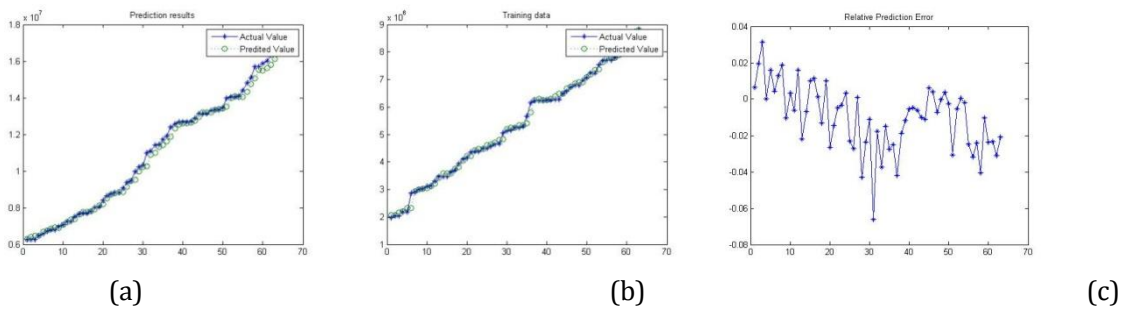 Prediction results
x 10^7
1.8
1.6
1.4
1.2
1
0.8
0.6
0 10 20 30 40 50 60 70
Actual Value
Predited Value
Training data
x 10^6
9
8
7
6
5
4
3
2
1
0 10 20 30 40 50 60 70
Actual Value
Predicted Value
Relative Prediction Error
0.04
0.02
0
-0.02
-0.04
-0.06
-0.08
0 10 20 30 40 50 60 70
(a) (b) (c)